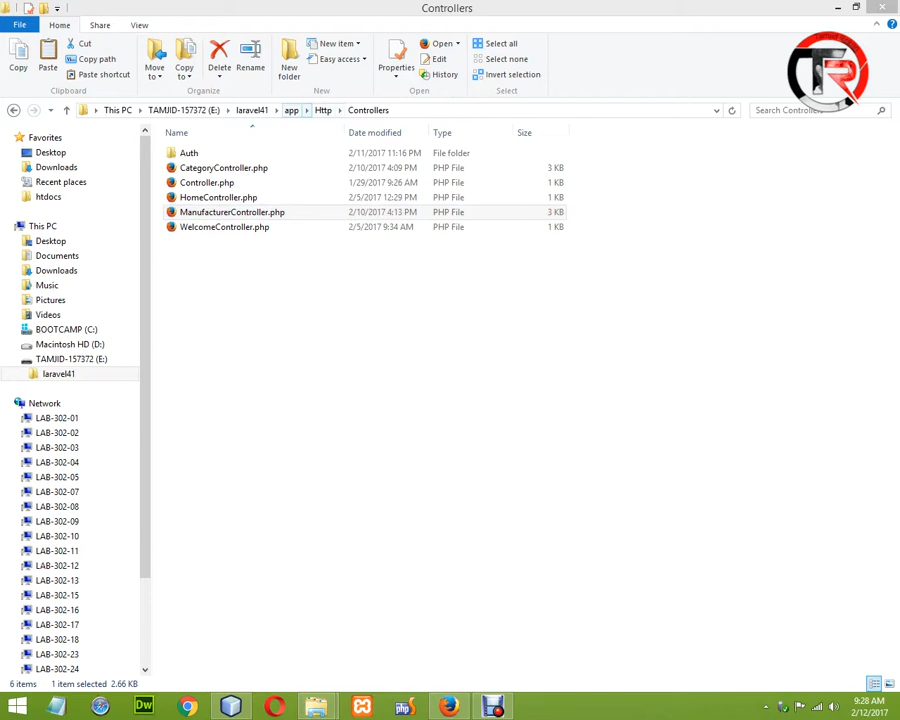 Controllers
File Home Share View
Copy
Paste
Cut
Copy path
Paste shortcut
Clipboard
Move to
Copy to
Delete
Rename
Organize
New folder
New item
Easy access
New
Properties
Open
Edit
History
Open
Select all
Select none
Invert selection
Select
This PC TAMJID-157372 (E:) laravel41 app Http Controllers
Favorites
Desktop
Downloads
Recent places
htdocs
This PC
Desktop
Documents
Downloads
Music
Pictures
Videos
BOOTCAMP (C:)
Macintosh HD (D:)
TAMJID-157372 (E:)
laravel41
Network
LAB-302-01
LAB-302-02
LAB-302-03
LAB-302-04
LAB-302-05
LAB-302-07
LAB-302-08
LAB-302-09
LAB-302-10
LAB-302-11
LAB-302-12
LAB-302-13
LAB-302-15
LAB-302-16
LAB-302-17
LAB-302-18
LAB-302-23
LAB-302-24
Name Date modified Type Size
Auth 2/11/2017 11:16 PM File folder
CategoryController.php 2/10/2017 4:09 PM PHP File 3 KB
Controller.php 1/29/2017 9:26 AM PHP File 1 KB
HomeController.php 2/5/2017 12:29 PM PHP File 1 KB
ManufacturerController.php 2/10/2017 4:13 PM PHP File 3 KB
WelcomeController.php 2/5/2017 9:34 AM PHP File 1 KB
6 items 1 item selected 2.66 KB
Dw
php
9:28 AM
2/12/2017